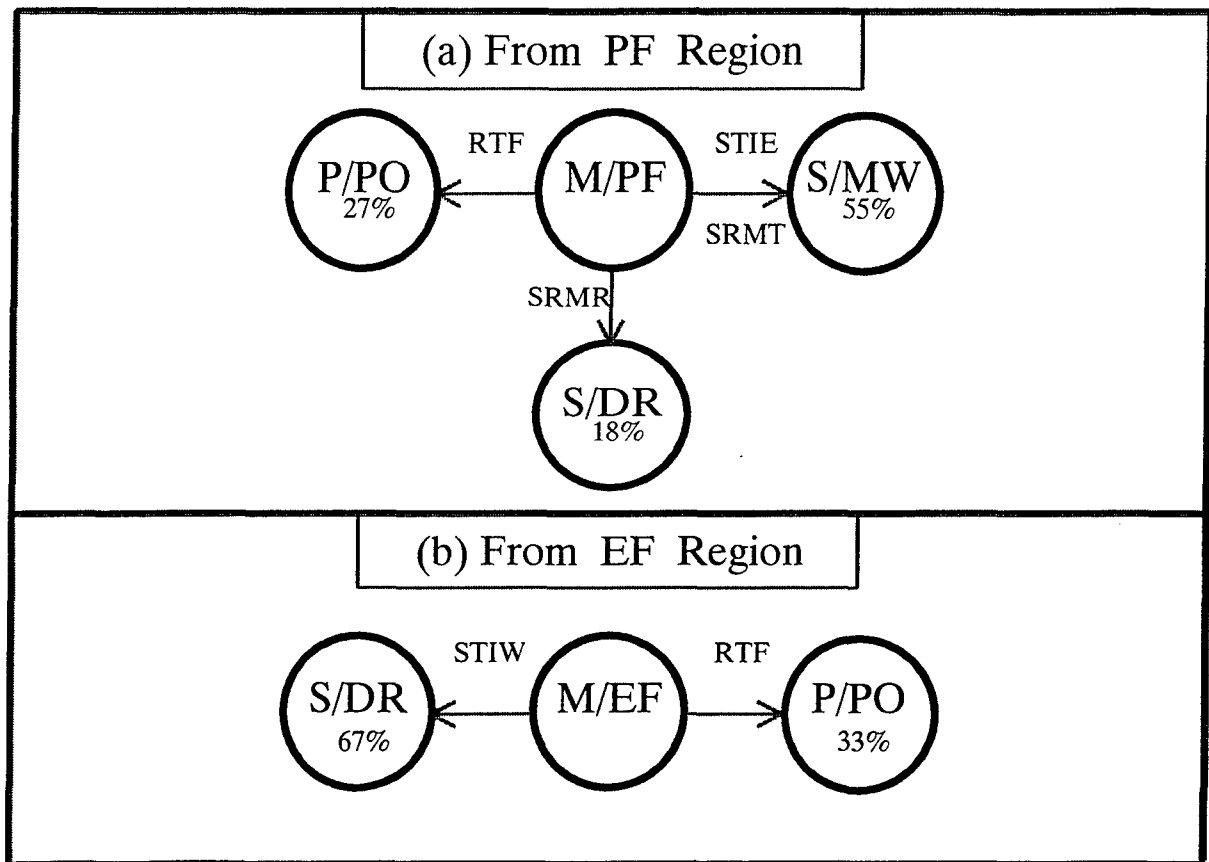 (a) From PF Region
RTF
STIE
P/PO
27%
M/PF
S/MW
55%
SRMT
SRMR
S/DR
18%
(b) From EF Region
STIW
RTF
S/DR
67%
M/EF
P/PO
33%